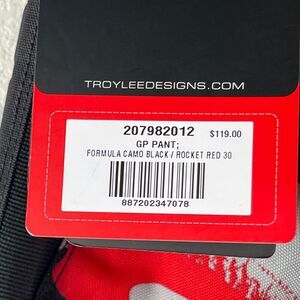 TROYLEEDESIGNS.COM
207982012 $119.00
GP PANT;
FORMULA CAMO BLACK / ROCKET RED 30
887202347078